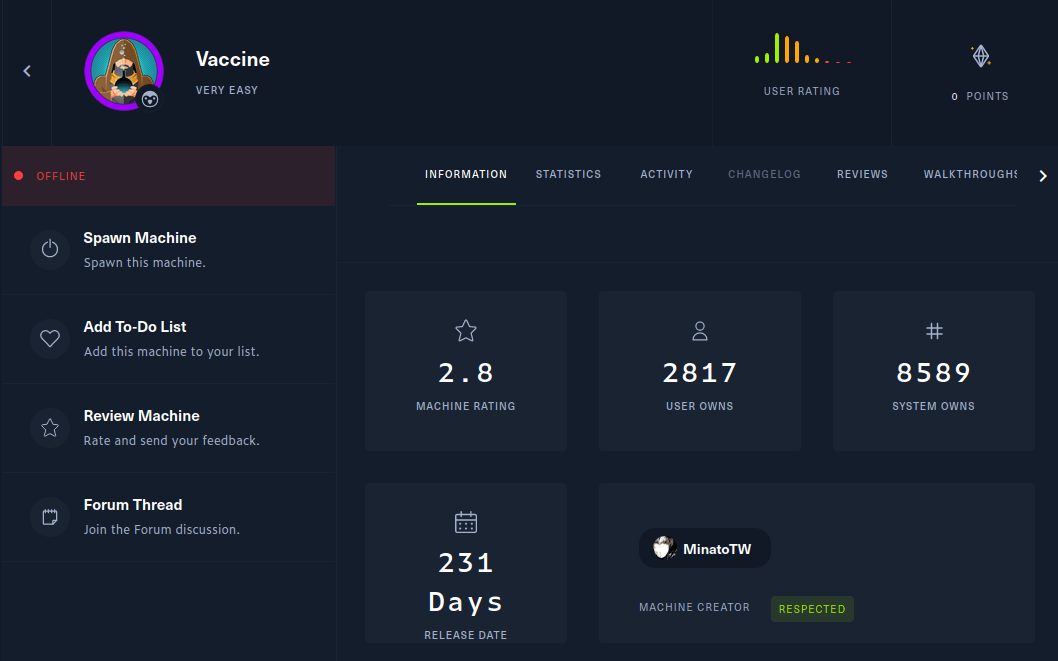 Vaccine
VERY EASY
USER RATING
0 POINTS
OFFLINE
INFORMATION STATISTICS ACTIVITY CHANGELOG REVIEWS WALKTHROUGHS
Spawn Machine
Spawn this machine.
Add To-Do List
Add this machine to your list.
Review Machine
Rate and send your feedback.
Forum Thread
Join the Forum discussion.
2.8
MACHINE RATING
2817
USER OWNS
8589
SYSTEM OWNS
231
Days
RELEASE DATE
MinatoTW
MACHINE CREATOR RESPECTED